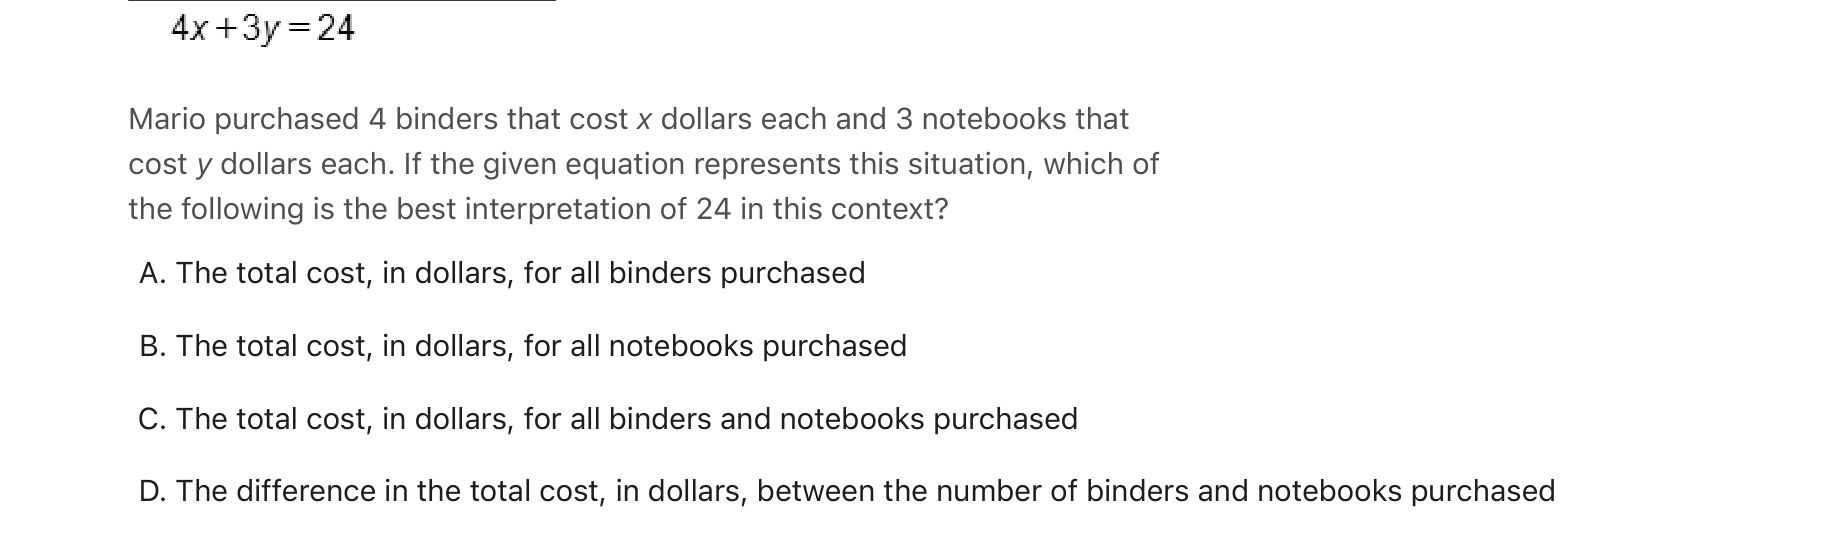 4x+3y=24
Mario purchased 4 binders that cost x dollars each and 3 notebooks that
cost y dollars each. If the given equation represents this situation, which of
the following is the best interpretation of 24 in this context?
A. The total cost, in dollars, for all binders purchased
B. The total cost, in dollars, for all notebooks purchased
C. The total cost, in dollars, for all binders and notebooks purchased
D. The difference in the total cost, in dollars, between the number of binders and notebooks purchased